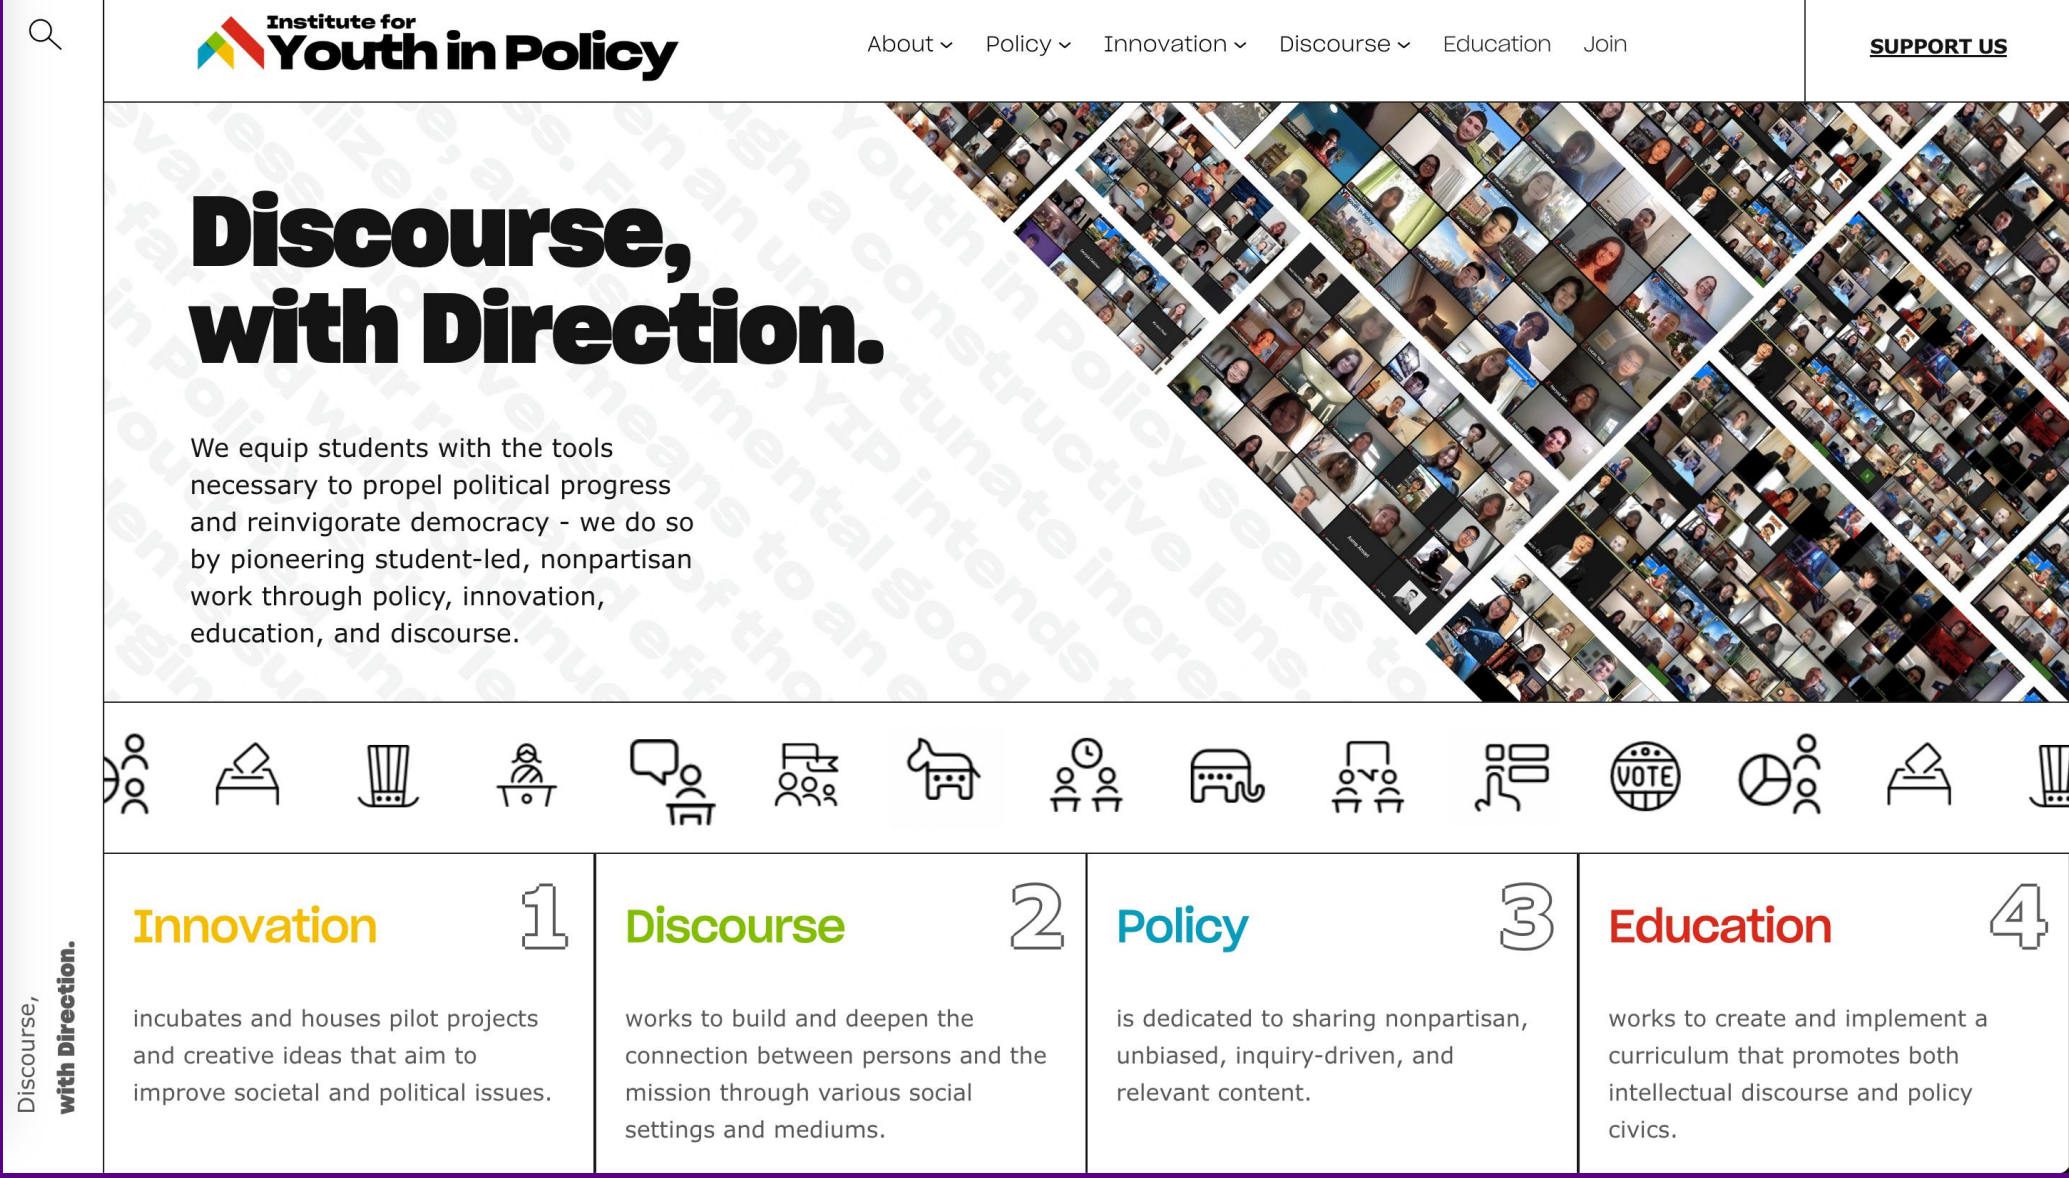 Institute for
Youth in Policy
About
Policy
Innovation
Discourse
Education
Join
SUPPORT US
Discourse,
with Direction.
We equip students with the tools
necessary to propel political progress
and reinvigorate democracy - we do so
by pioneering student-led, nonpartisan
work through policy, innovation,
education, and discourse.
VOTE
Innovation
1
incubates and houses pilot projects
and creative ideas that aim to
improve societal and political issues.
Discourse
2
works to build and deepen the
connection between persons and the
mission through various social
settings and mediums.
Policy
3
is dedicated to sharing nonpartisan,
unbiased, inquiry-driven, and
relevant content.
Education
4
works to create and implement a
curriculum that promotes both
intellectual discourse and policy
civics.
Discourse,
with Direction.